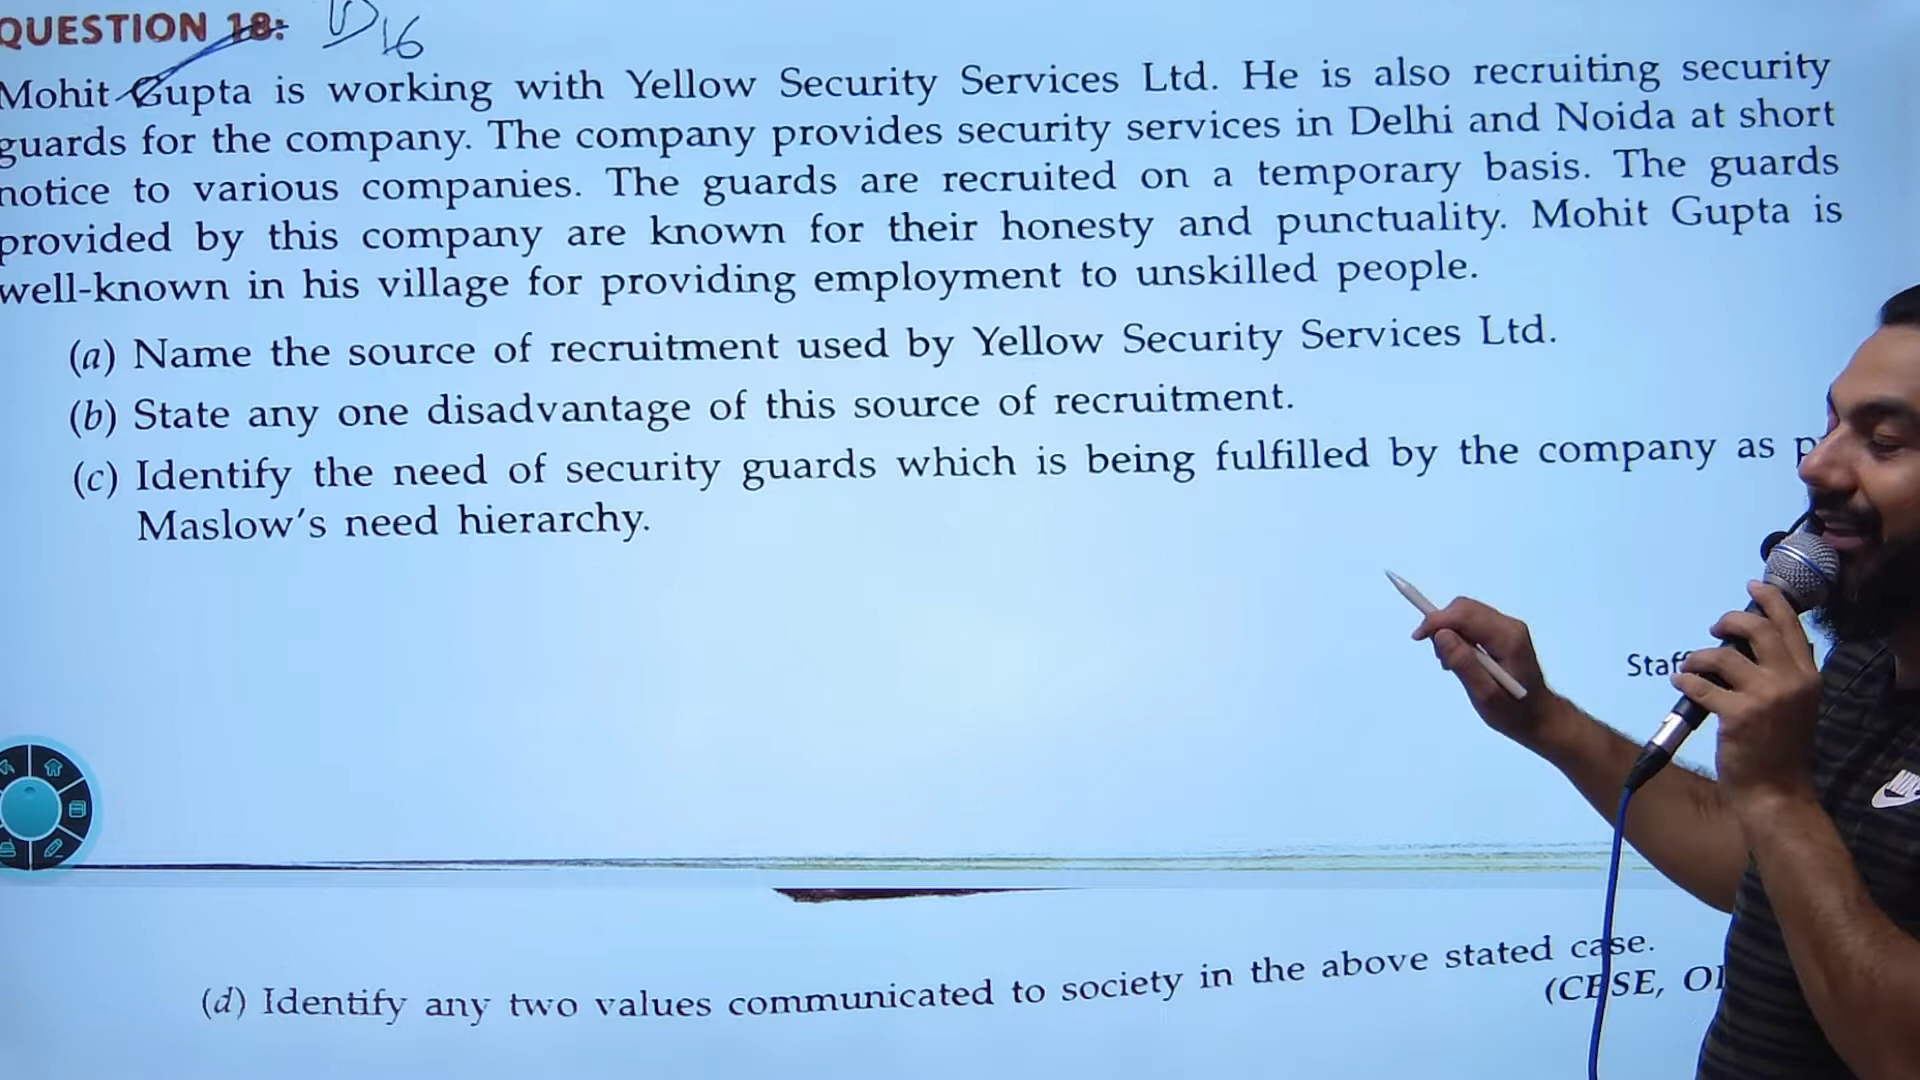 QUESTION 18:
16
Mohit Gupta is working with Yellow Security Services Ltd. He is also recruiting security
guards for the company. The company provides security services in Delhi and Noida at short
notice to various companies. The guards are recruited on a temporary basis. The guards
provided by this company are known for their honesty and punctuality. Mohit Gupta is
well-known in his village for providing employment to unskilled people.
(a) Name the source of recruitment used by Yellow Security Services Ltd.
(b) State any one disadvantage of this source of recruitment.
(c) Identify the need of security guards which is being fulfilled by the company as
Maslow's need hierarchy.
(d) Identify any two values communicated to society in the above stated case.
(CBSE,